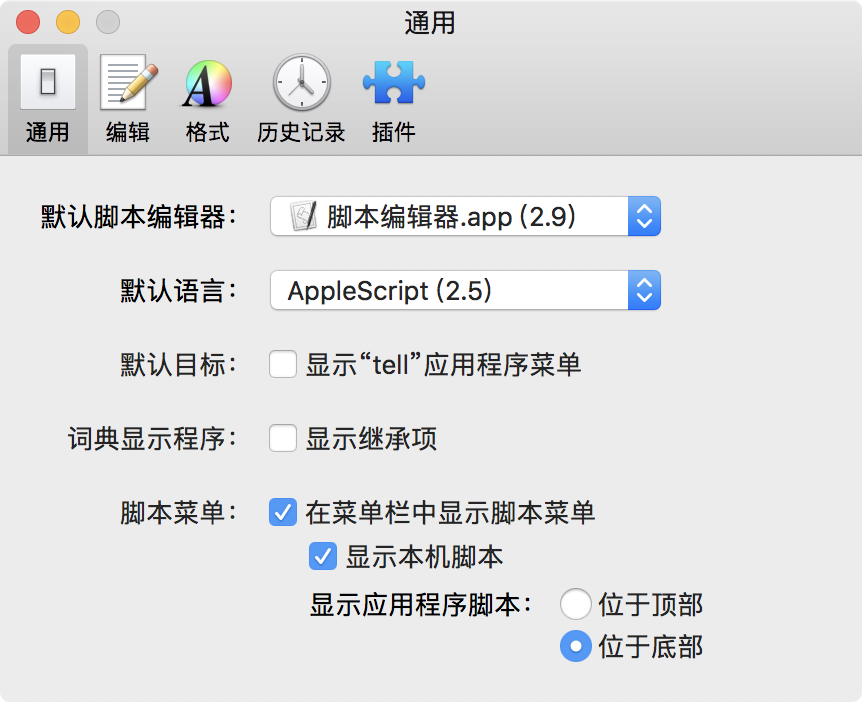 通用
通用 编辑 格式 历史记录 插件
默认脚本编辑器： 脚本编辑器.app (2.9)
默认语言： AppleScript (2.5)
默认目标： 显示“tell”应用程序菜单
词典显示程序： 显示继承项
脚本菜单： 在菜单栏中显示脚本菜单
显示本机脚本
显示应用程序脚本： 位于顶部
位于底部